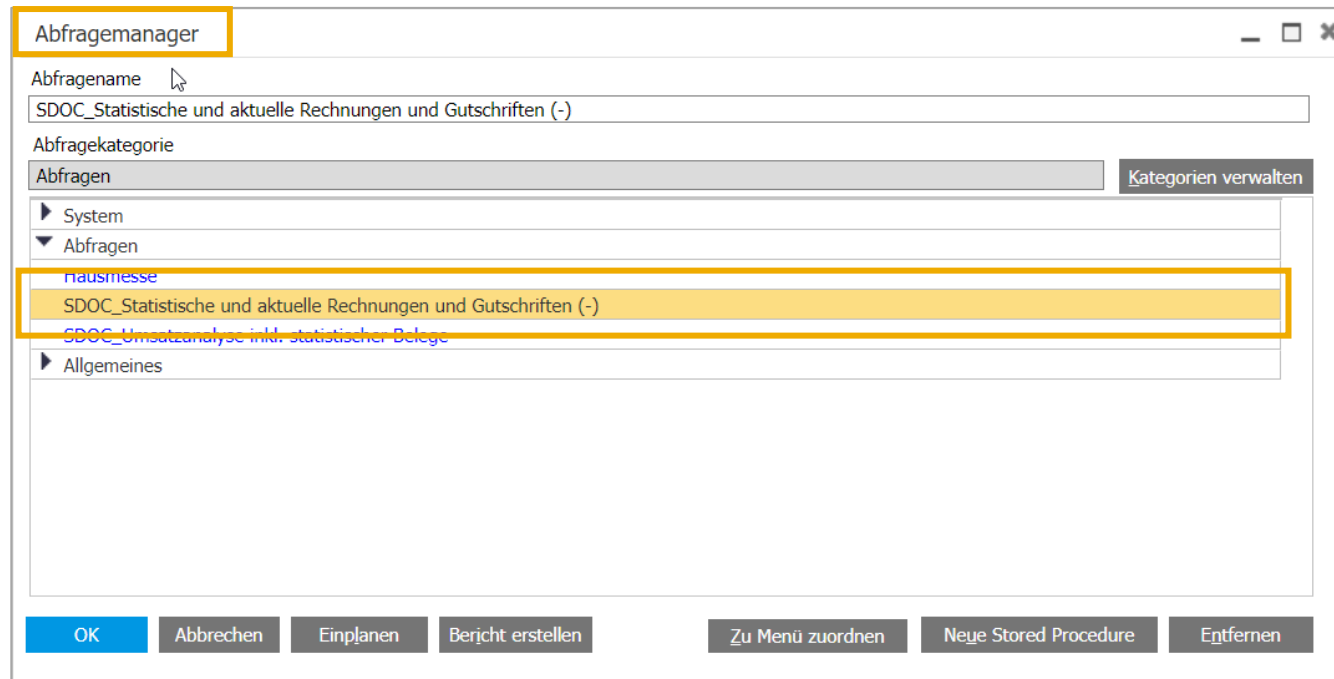 Abfragemanager
Abfragename
SDOC_Statistische und aktuelle Rechnungen und Gutschriften (-)
Abfragekategorie
Abfragen
Kategorien verwalten
System
Abfragen
Hausmesse
SDOC_Statistische und aktuelle Rechnungen und Gutschriften (-)
SDOC_Umsatzanalyse inkl. statistischer Belege
Allgemeines
OK Abbrechen Einplanen Bericht erstellen Zu Menü zuordnen Neue Stored Procedure Entfernen